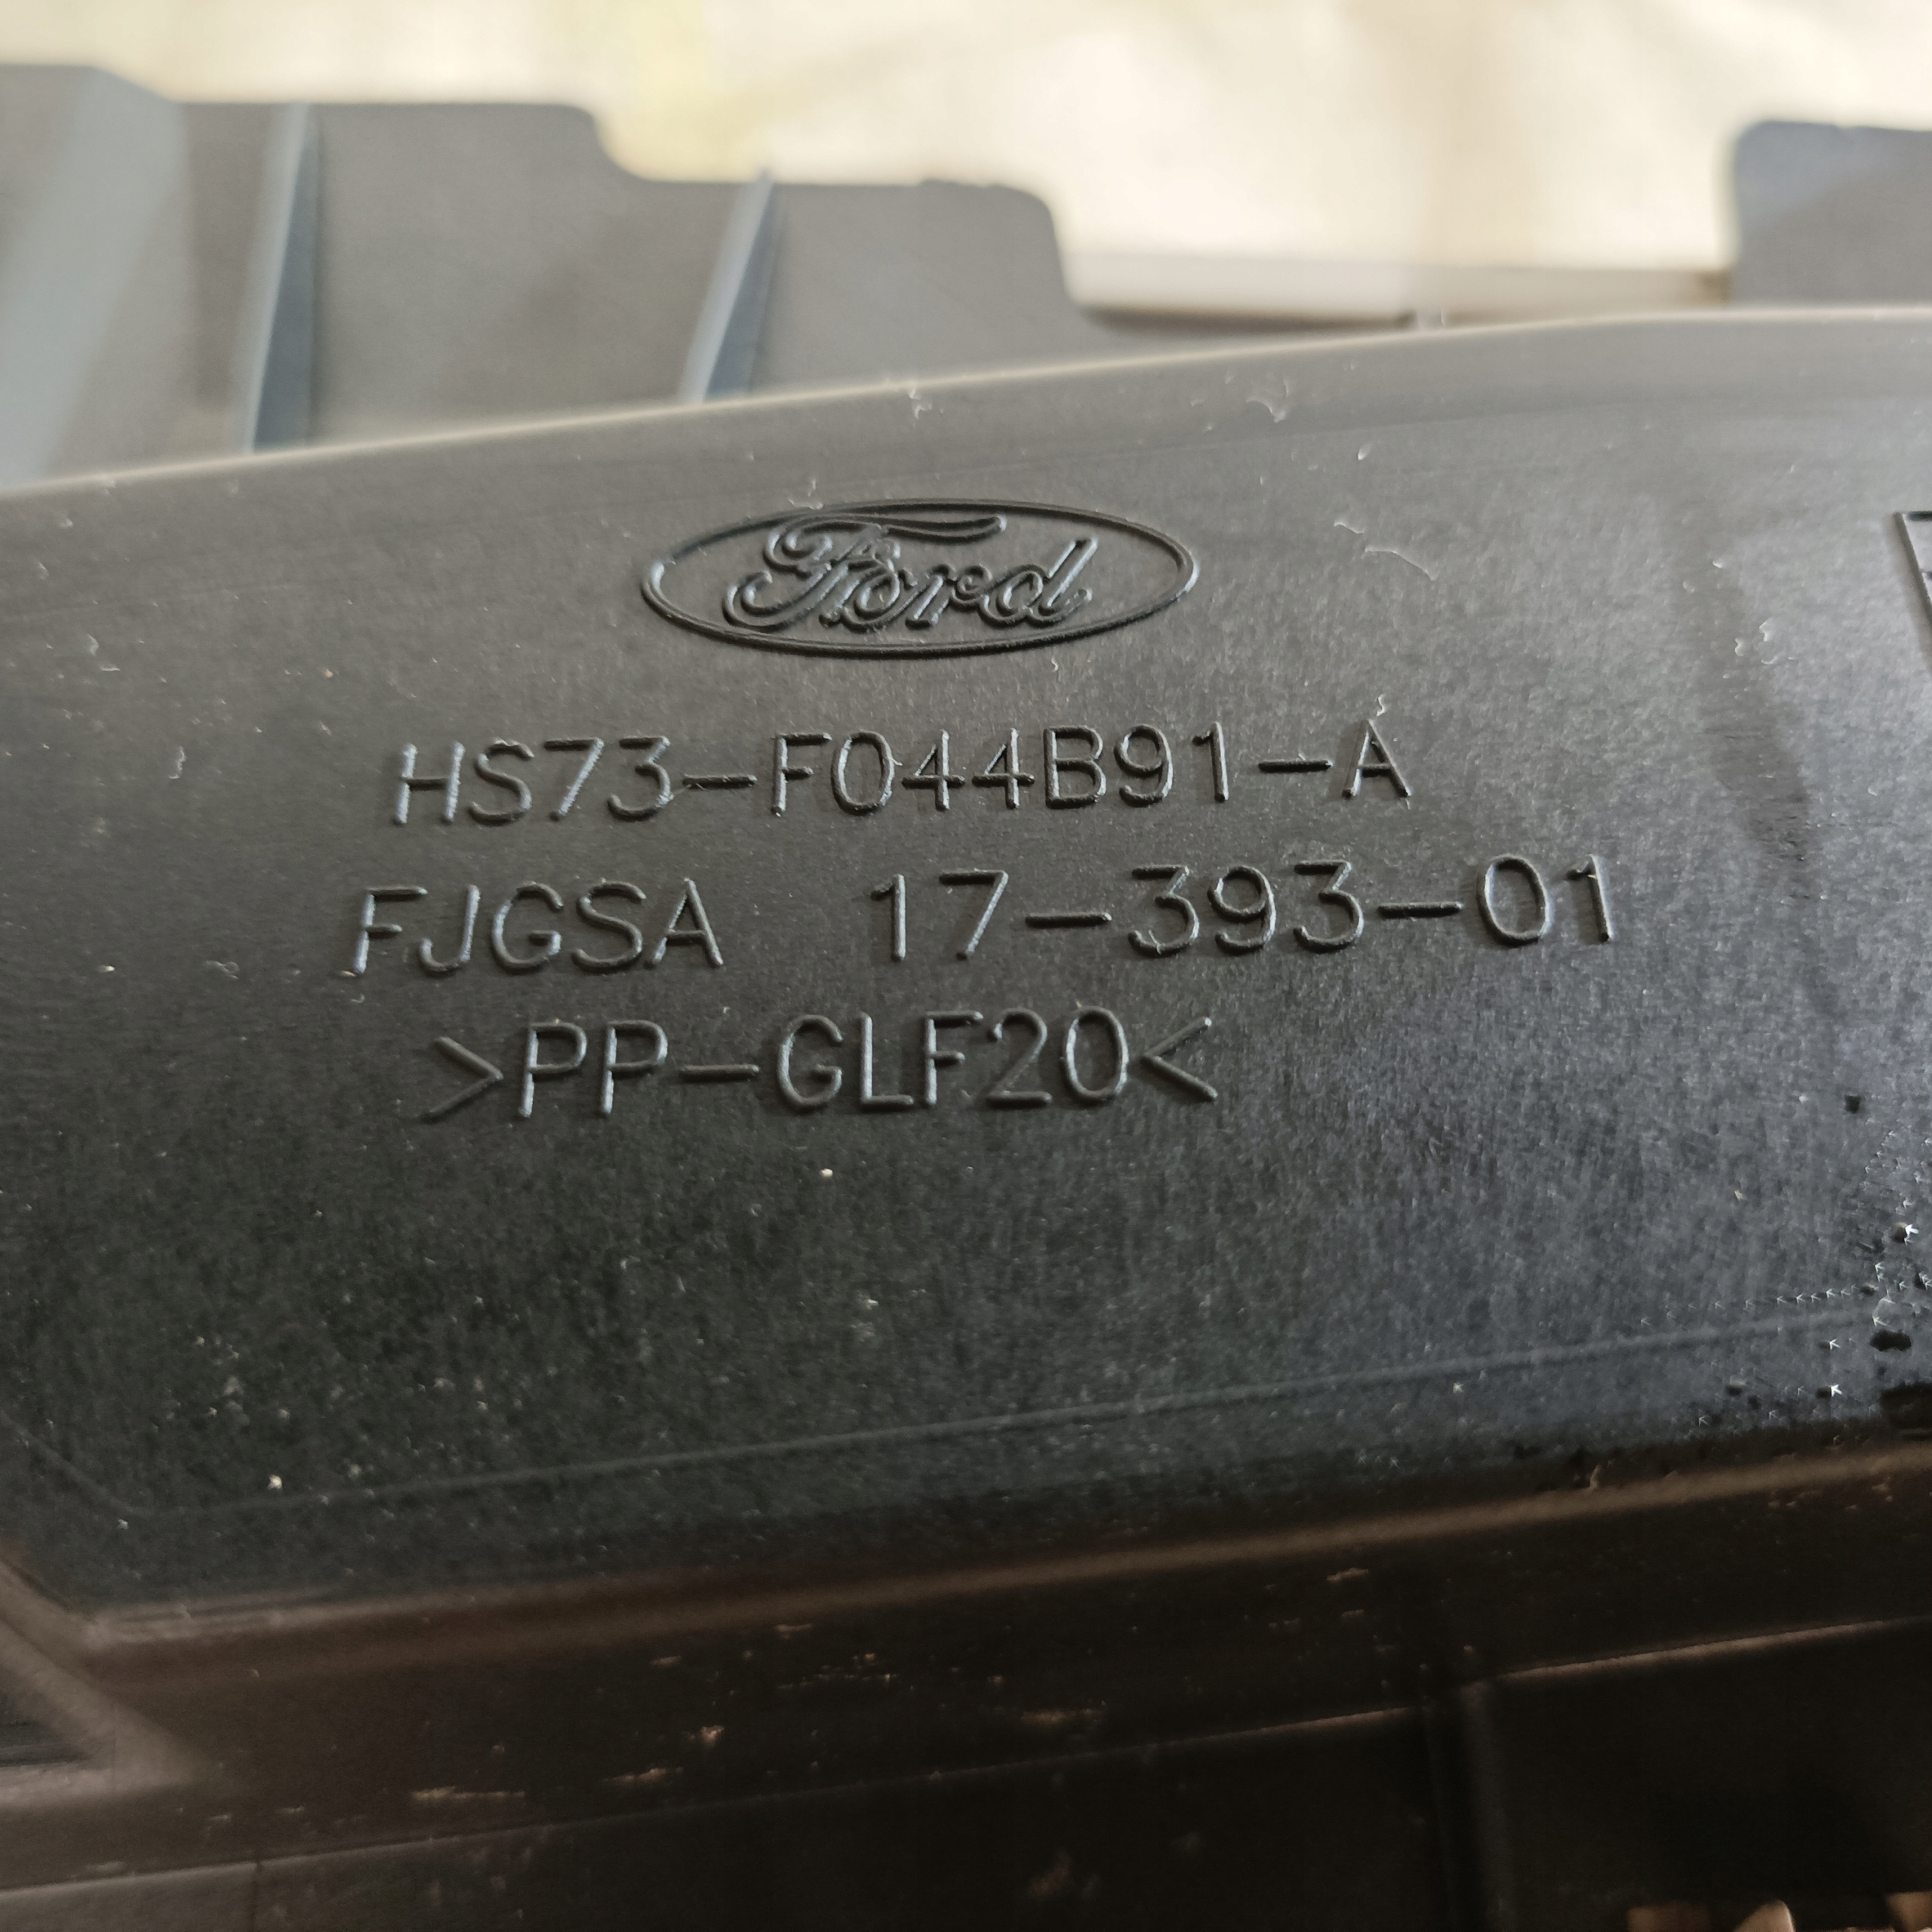 Ford
HS73-F044B91-A
FJGSA 17-393-01
>PP-GLF20<